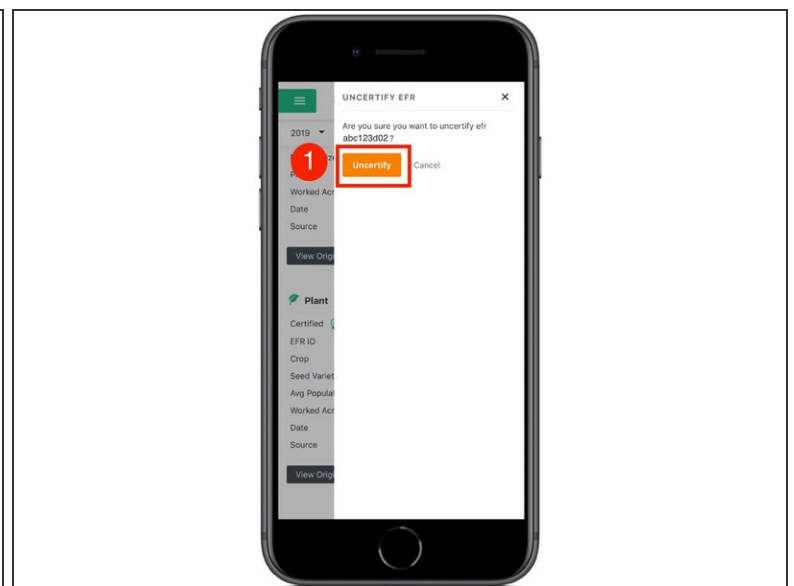 UNCERTIFY EFR ×
Are you sure you want to uncertify efr
abc123d02 ?
1
Uncertify Cancel
2019
Worked Acr
Date
Source
View Origi
Plant
Certified
EFR ID
Crop
Seed Variet
Avg Populat
Worked Acr
Date
Source
View Origi